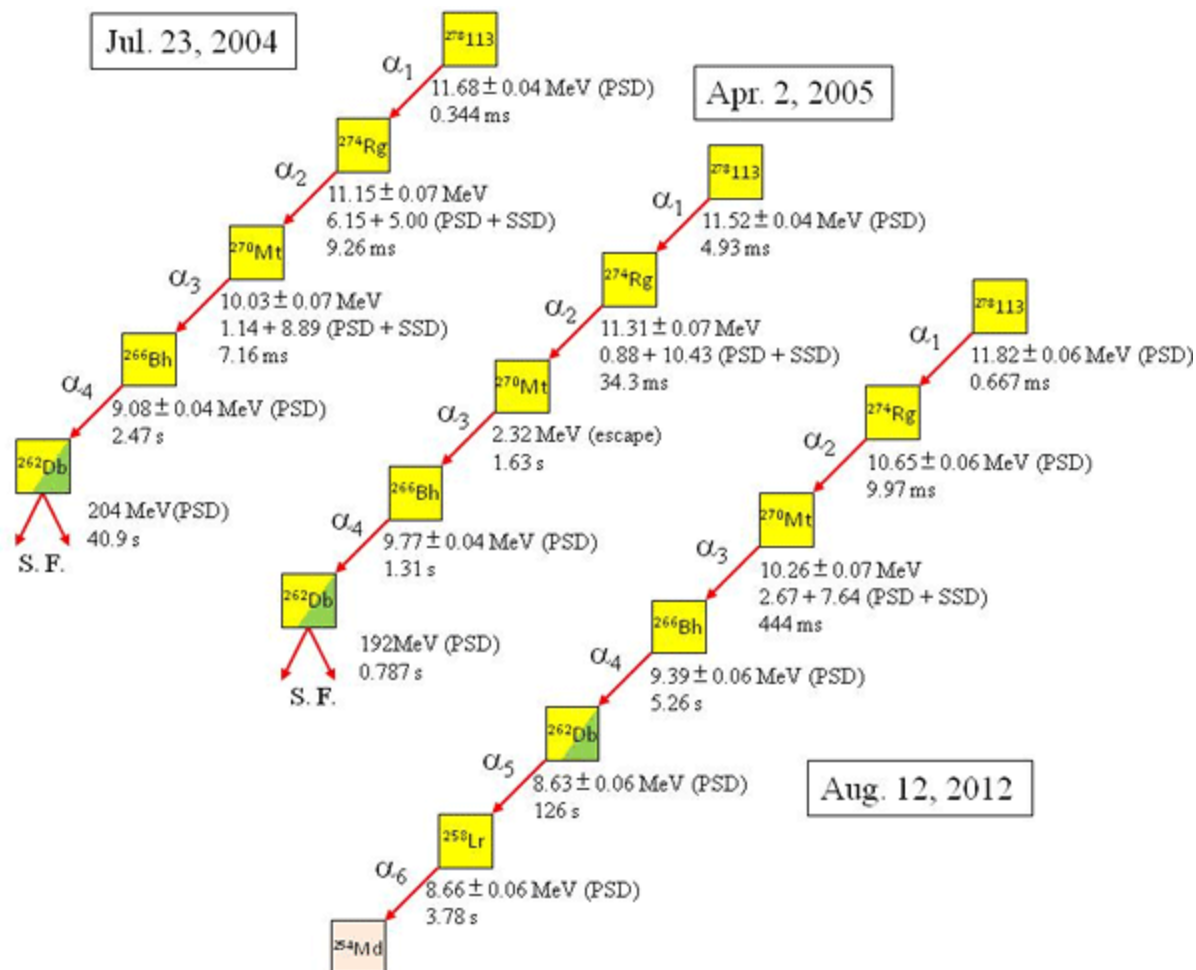 Jul. 23, 2004
²⁷⁸113
α₁
11.68 ± 0.04 MeV (PSD)
0.344 ms
²⁷⁴Rg
α₂
11.15 ± 0.07 MeV
6.15 + 5.00 (PSD + SSD)
9.26 ms
²⁷⁰Mt
α₃
10.03 ± 0.07 MeV
1.14 + 8.89 (PSD + SSD)
7.16 ms
²⁶⁶Bh
α₄
9.08 ± 0.04 MeV (PSD)
2.47 s
²⁶²Db
204 MeV(PSD)
40.9 s
S. F.
Apr. 2, 2005
²⁷⁸113
α₁
11.52 ± 0.04 MeV (PSD)
4.93 ms
²⁷⁴Rg
α₂
11.31 ± 0.07 MeV
0.88 + 10.43 (PSD + SSD)
34.3 ms
²⁷⁰Mt
α₃
2.32 MeV (escape)
1.63 s
²⁶⁶Bh
α₄
9.77 ± 0.04 MeV (PSD)
1.31 s
²⁶²Db
192MeV (PSD)
0.787 s
S. F.
²⁷⁸113
α₁
11.82 ± 0.06 MeV (PSD)
0.667 ms
²⁷⁴Rg
α₂
10.65 ± 0.06 MeV (PSD)
9.97 ms
²⁷⁰Mt
α₃
10.26 ± 0.07 MeV
2.67 + 7.64 (PSD + SSD)
444 ms
²⁶⁶Bh
α₄
9.39 ± 0.06 MeV (PSD)
5.26 s
²⁶²Db
α₅
8.63 ± 0.06 MeV (PSD)
126 s
²⁵⁸Lr
α₆
8.66 ± 0.06 MeV (PSD)
3.78 s
²⁵⁴Md
Aug. 12, 2012